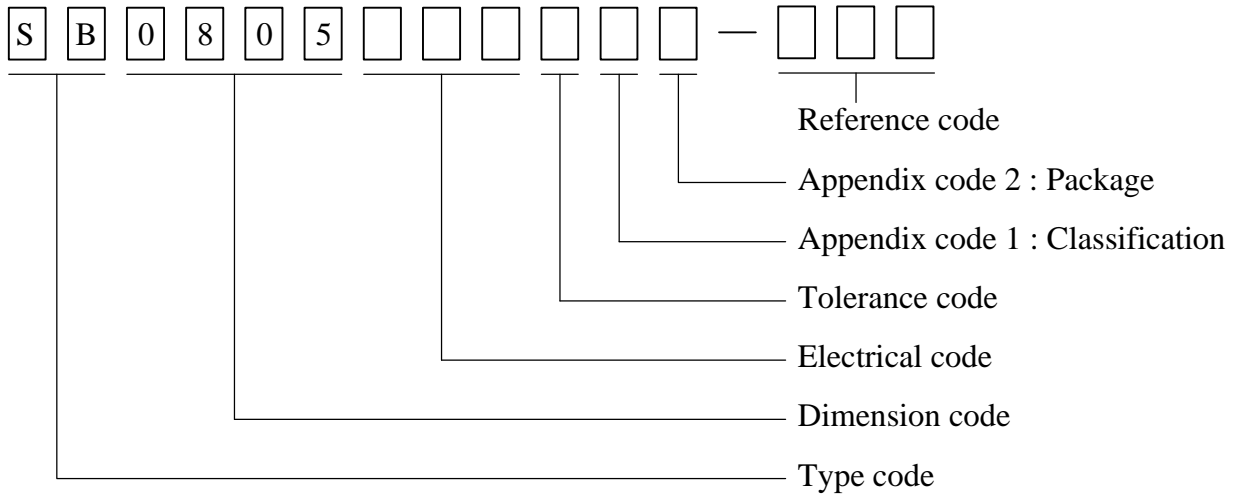 S B 0 8 0 5 —
Reference code
Appendix code 2 : Package
Appendix code 1 : Classification
Tolerance code
Electrical code
Dimension code
Type code